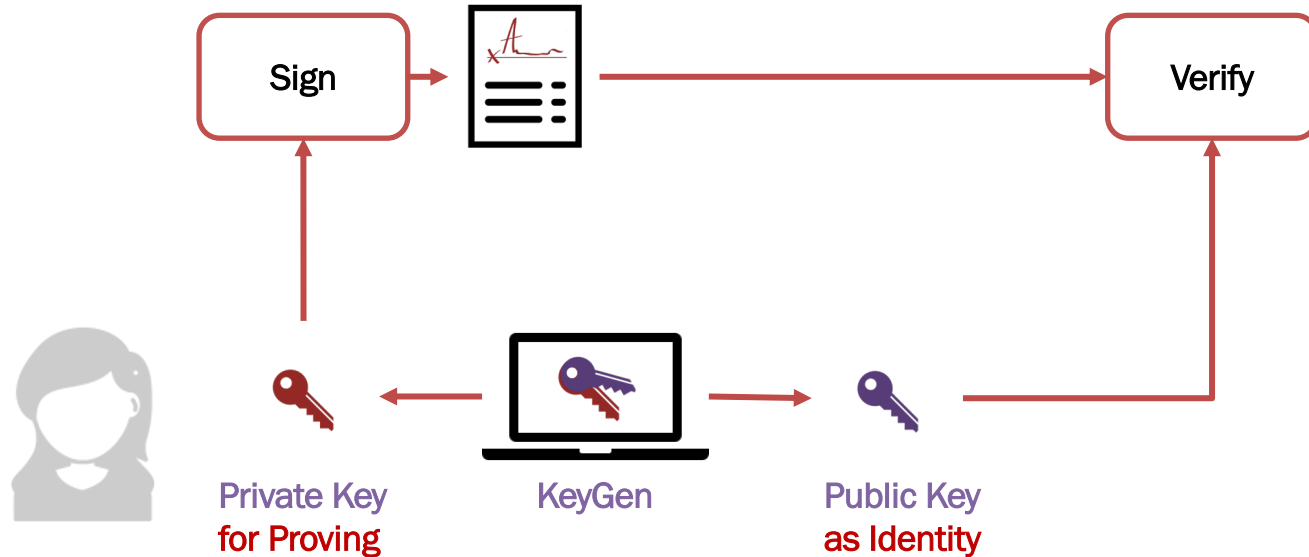 Sign
Verify
Private Key
for Proving
KeyGen
Public Key
as Identity